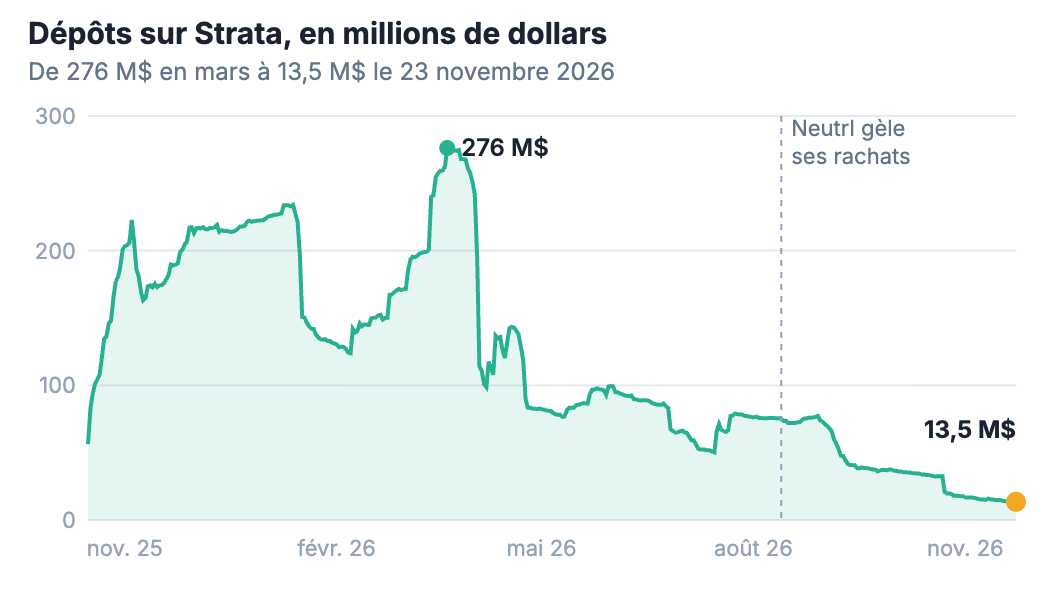 Dépôts sur Strata, en millions de dollars
De 276 M$ en mars à 13,5 M$ le 23 novembre 2026
300
Neutrl gèle
ses rachats
276 M$
200
100
13,5 M$
0
nov. 25
févr. 26
mai 26
août 26
nov. 26